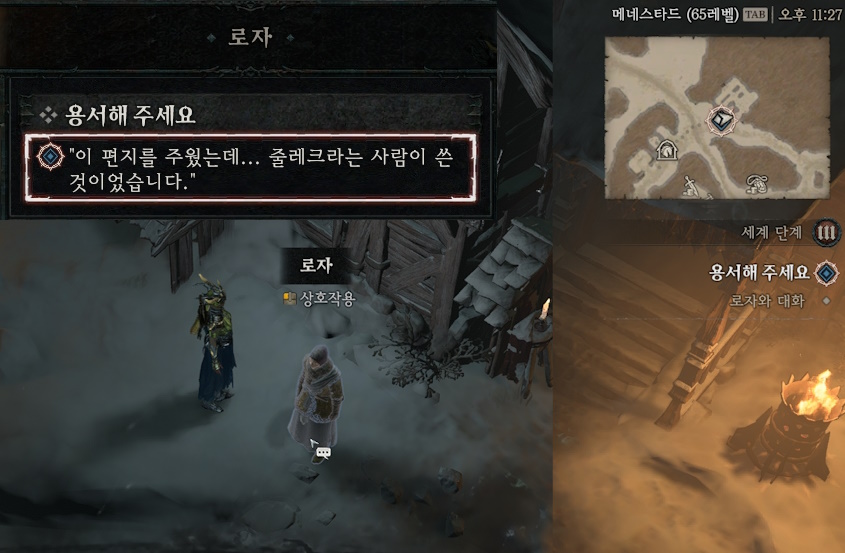 로자
용서해 주세요
"이 편지를 주웠는데... 줄레크라는 사람이 쓴
것이었습니다."
로자
상호작용
메네스타드 (65레벨) TAB 오후 11:27
세계 단계 III
용서해 주세요
로자와 대화